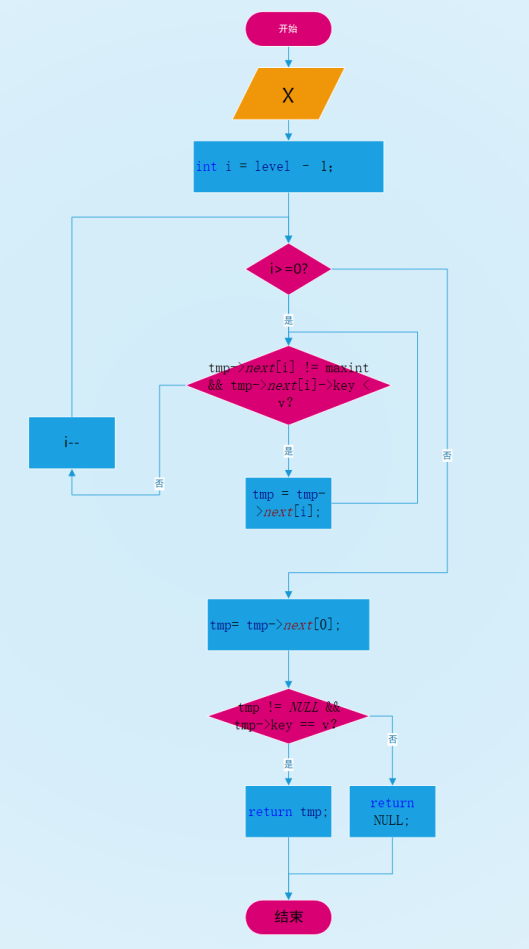 开始
X
int i = level - 1;
i>=0?
是
tmp->next[i] != maxint
&& tmp->next[i]->key <
v?
i--
是
否
否
tmp = tmp-
>next[i];
tmp= tmp->next[0];
tmp != NULL &&
tmp->key == v?
否
是
return tmp;
return
NULL;
结束